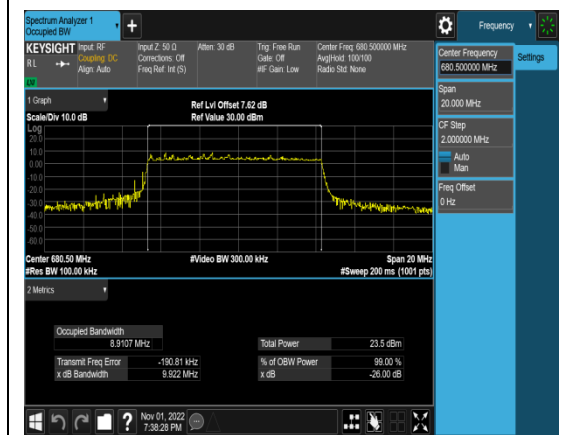 Spectrum Analyzer 1
Occupied BW
+
Frequency
KEYSIGHT
Input: RF
Input Z: 50 Ω
Atten: 30 dB
Trig: Free Run
Center Freq: 680.500000 MHz
RL
Coupling: DC
Corrections: Off
Gate: Off
Avg|Hold: 100/100
Align: Auto
Freq Ref: Int (S)
#IF Gain: Low
Radio Std: None
Center Frequency
680.500000 MHz
Settings
Span
20.000 MHz
CF Step
2.000000 MHz
Auto
Man
Freq Offset
0 Hz
1 Graph
Scale/Div 10.0 dB
Ref Lvl Offset 7.62 dB
Ref Value 30.00 dBm
Log
20.0
10.0
0.00
-10.0
-20.0
-30.0
-40.0
-50.0
-60.0
Center 680.50 MHz
#Video BW 300.00 kHz
Span 20 MHz
#Res BW 100.00 kHz
#Sweep 200 ms (1001 pts)
2 Metrics
Occupied Bandwidth
8.9107 MHz
Total Power
23.5 dBm
Transmit Freq Error
-190.81 kHz
% of OBW Power
99.00 %
x dB Bandwidth
9.922 MHz
x dB
-26.00 dB
?
Nov 01, 2022
7:38:28 PM